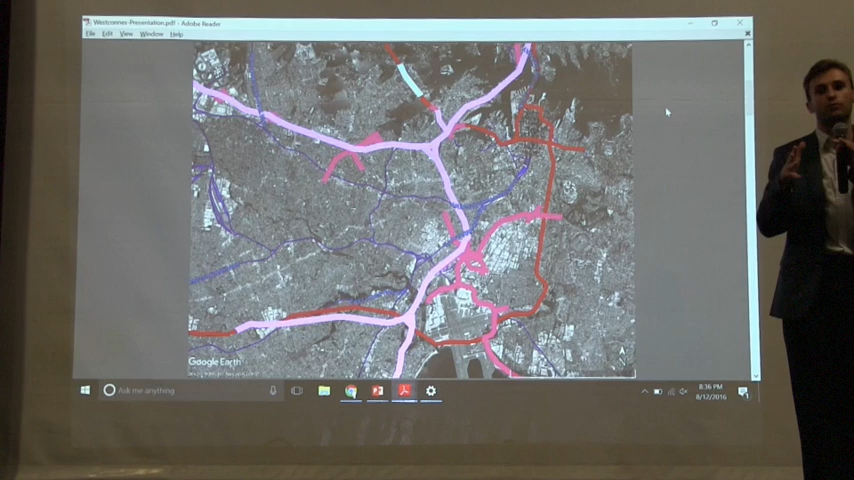 Westconnex-Presentation.pdf - Adobe Reader
File Edit View Window Help
Google Earth
Ask me anything
8:36 PM
8/12/2016